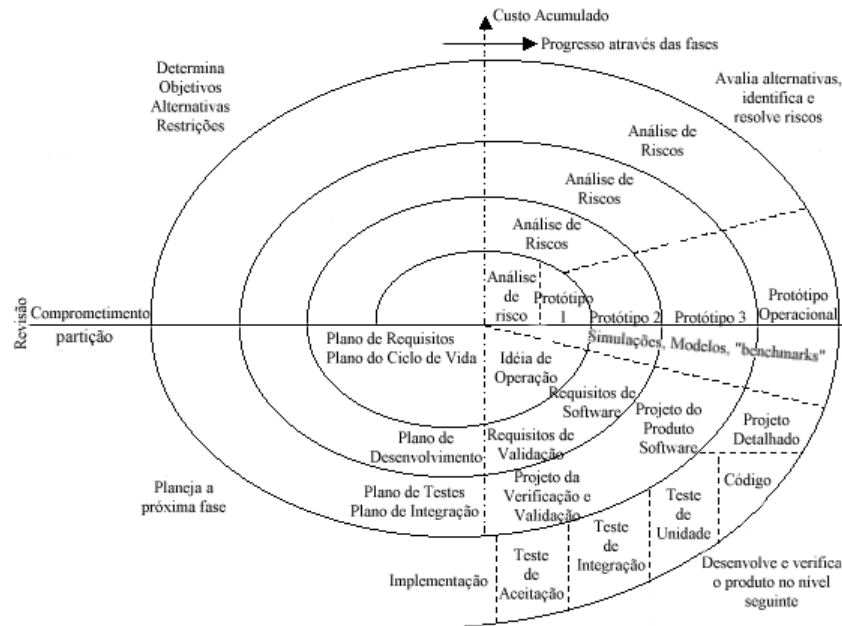 Custo Acumulado
Progresso através das fases
Determina
Objetivos
Alternativas
Restrições
Avalia alternativas,
identifica e
resolve riscos
Análise de
Riscos
Análise de
Riscos
Análise de
Riscos
Análise
de
risco
Protótipo
1
Protótipo 2
Protótipo 3
Protótipo
Operacional
Revisão
Comprometimento
partição
Simulações, Modelos, "benchmarks"
Plano de Requisitos
Plano do Ciclo de Vida
Idéia de
Operação
Requisitos de
Software
Projeto do
Produto
Software
Projeto
Detalhado
Plano de
Desenvolvimento
Requisitos de
Validação
Planeja a
próxima fase
Plano de Testes
Plano de Integração
Projeto da
Verificação e
Validação
Código
Teste
de
Unidade
Teste
de
Integração
Teste
de
Aceitação
Implementação
Desenvolve e verifica
o produto no nível
seguinte